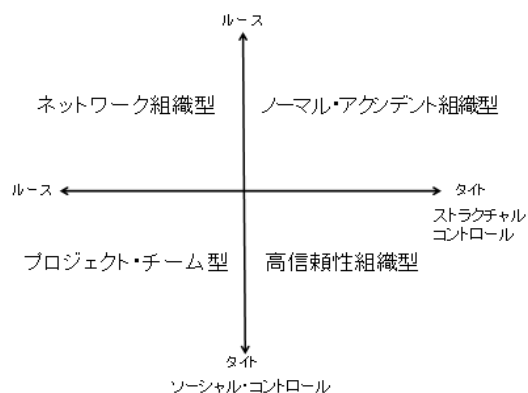 ルース
ネットワーク組織型
ノーマル・アクシデント組織型
ルース
タイト
ストラクチャル
コントロール
プロジェクト・チーム型
高信頼性組織型
タイト
ソーシャル・コントロール